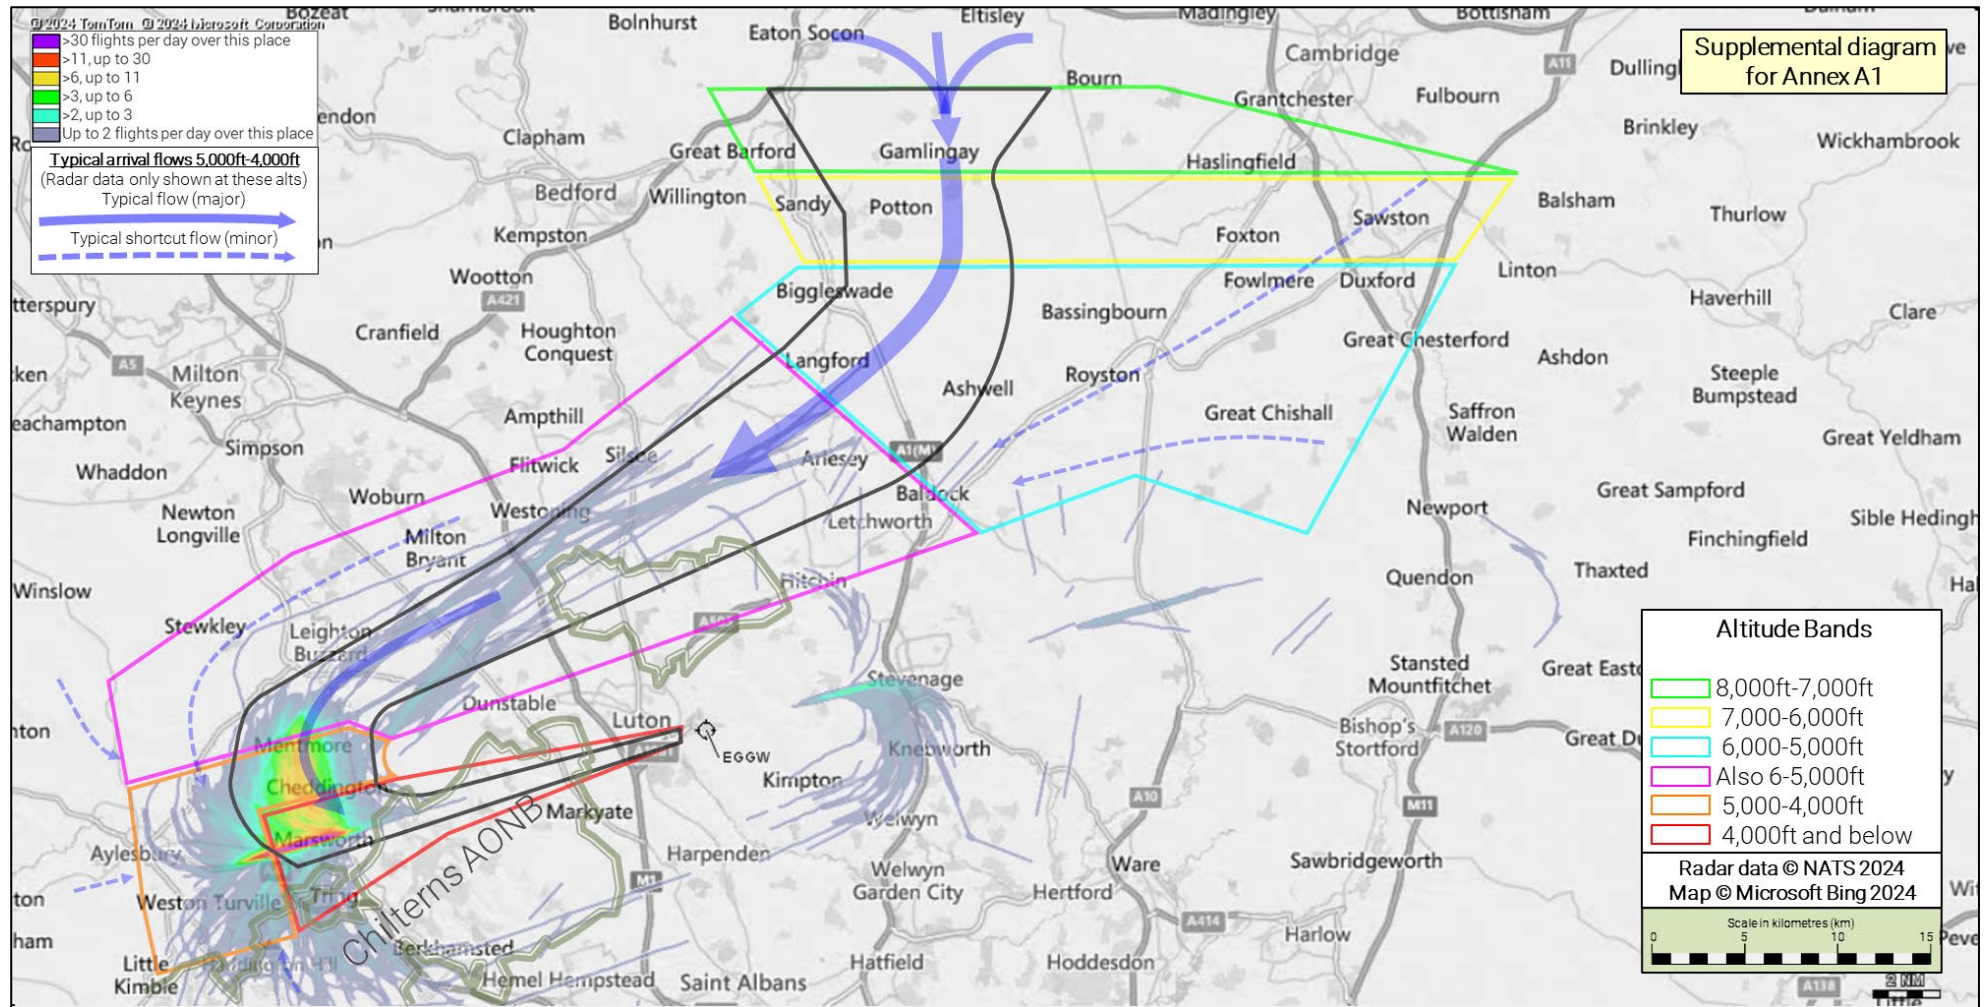 © 2024 TomTom © 2024 Microsoft Corporation
>30 flights per day over this place
>11, up to 30
>6, up to 11
>3, up to 6
>2, up to 3
Up to 2 flights per day over this place
Typical arrival flows 5,000ft-4,000ft
(Radar data only shown at these alts)
Typical flow (major)
Typical shortcut flow (minor)
Supplemental diagram
for Annex A1
Bozeat
Bolnhurst
Eaton Socon
Eltisley
Madingley
Bottisham
Cambridge
A11
Bourn
Grantchester
Fulbourn
Brinkley
Wickhambrook
Clapham
Great Barford
Gamlingay
Haslingfield
Bedford
Willington
Sandy
Potton
Sawston
Balsham
Thurlow
Kempston
Foxton
Wootton
A421
Biggleswade
Fowlmere
Duxford
Linton
Haverhill
Clare
Cranfield
Houghton
Conquest
Bassingbourn
Great Chesterford
A5
Milton
Keynes
Langford
Ashwell
Royston
Ashdon
Steeple
Bumpstead
Ampthill
Great Chishall
Saffron
Walden
Great Yeldham
Simpson
Whaddon
Flitwick
Silsoe
Arlesey
A1(M)
Woburn
Westoning
Baldock
Great Sampford
Newton
Longville
Letchworth
Newport
Finchingfield
Milton
Bryant
Winslow
Hitchin
Quendon
Thaxted
A505
Stewkley
Leighton
Buzzard
Stevenage
Stansted
Mountfitchet
Dunstable
Luton
EGGW
Mentmore
Knebworth
Bishop's
Stortford
A120
Cheddington
Kimpton
A10
M11
Markyate
Marsworth
Welwyn
Aylesbury
Harpenden
Ware
Sawbridgeworth
Chilterns AONB
M1
Welwyn
Garden City
Hertford
Weston Turville
Tring
A414
Harlow
Berkhamsted
Little
Kimble
Hemel Hempstead
Saint Albans
Hatfield
Hoddesdon
A138
Altitude Bands
8,000ft-7,000ft
7,000-6,000ft
6,000-5,000ft
Also 6-5,000ft
5,000-4,000ft
4,000ft and below
Radar data © NATS 2024
Map © Microsoft Bing 2024
Scale in kilometres (km)
0 5 10 15
2 NM